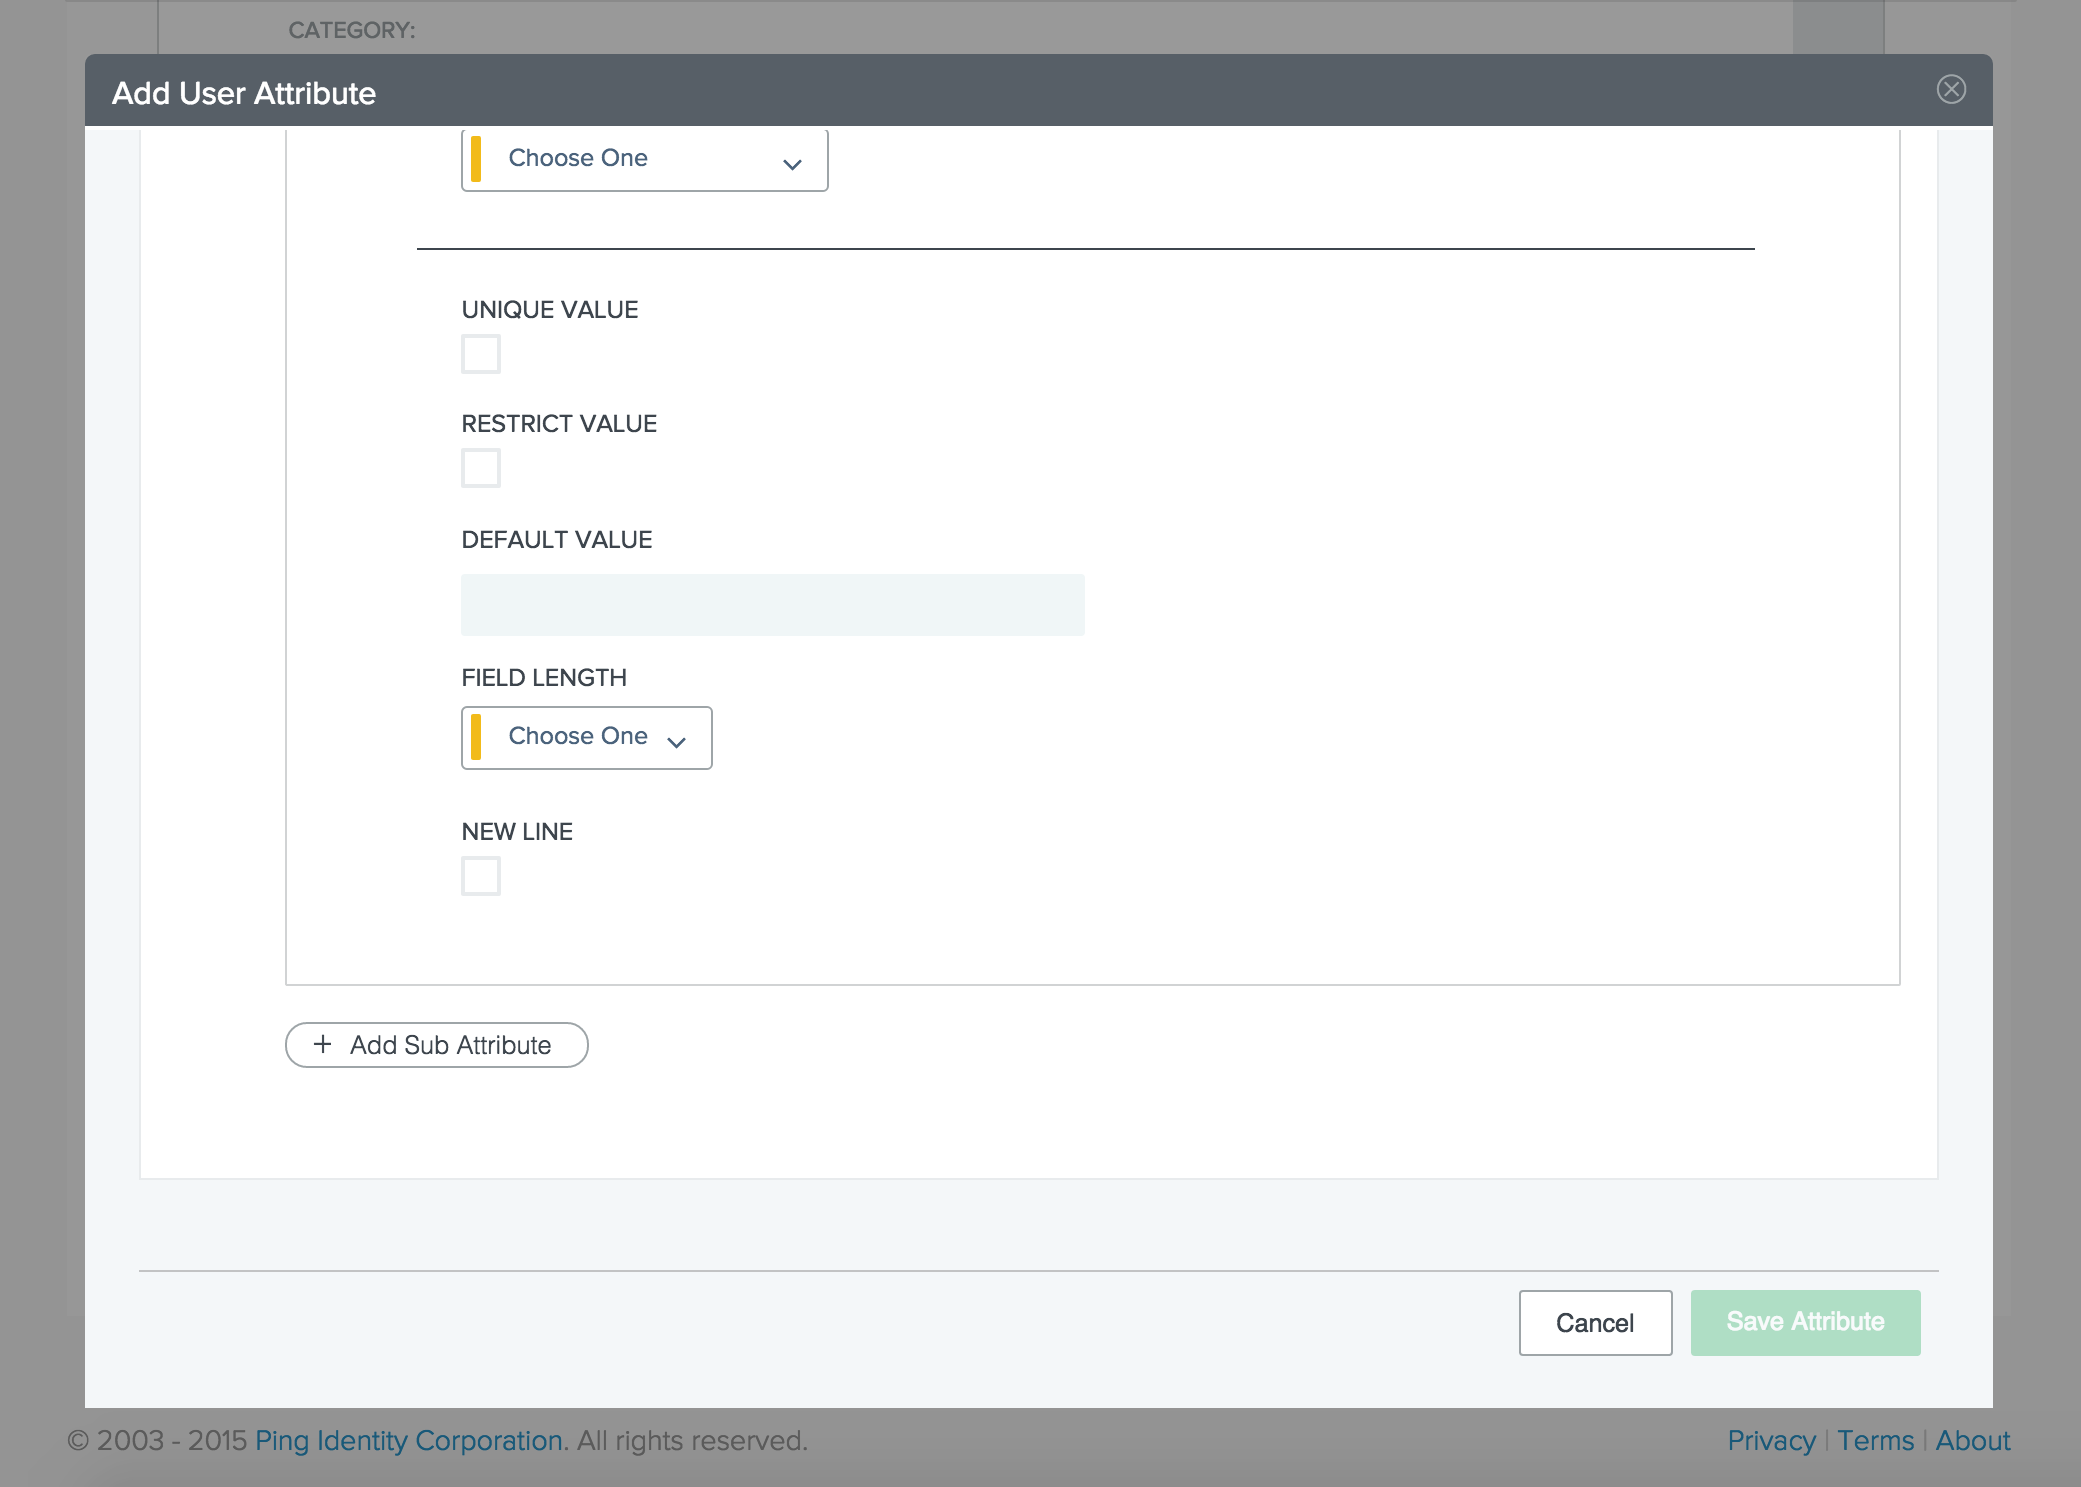 CATEGORY:
Add User Attribute
Choose One
UNIQUE VALUE
RESTRICT VALUE
DEFAULT VALUE
FIELD LENGTH
Choose One
NEW LINE
+ Add Sub Attribute
Cancel Save Attribute
© 2003 - 2015 Ping Identity Corporation. All rights reserved. Privacy | Terms | About